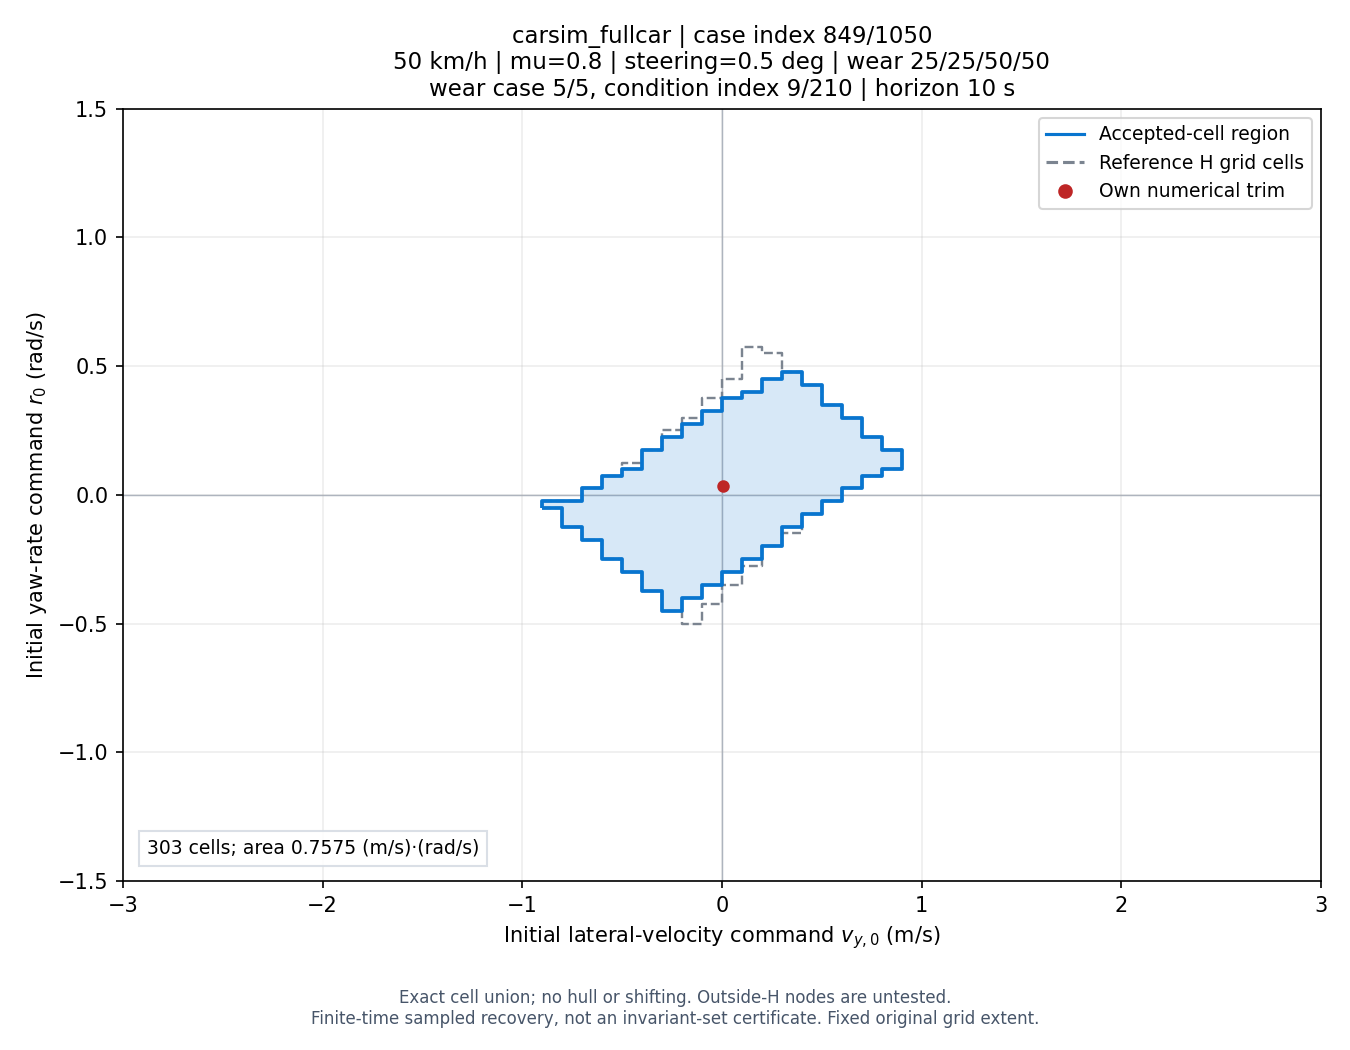 carsim_fullcar | case index 849/1050
50 km/h | mu=0.8 | steering=0.5 deg | wear 25/25/50/50
wear case 5/5, condition index 9/210 | horizon 10 s
Accepted-cell region
Reference H grid cells
Own numerical trim
1.5
1.0
0.5
0.0
−0.5
−1.0
−1.5
Initial yaw-rate command r0 (rad/s)
303 cells; area 0.7575 (m/s)·(rad/s)
−3
−2
−1
0
1
2
3
Initial lateral-velocity command vy,0 (m/s)
Exact cell union; no hull or shifting. Outside-H nodes are untested.
Finite-time sampled recovery, not an invariant-set certificate. Fixed original grid extent.